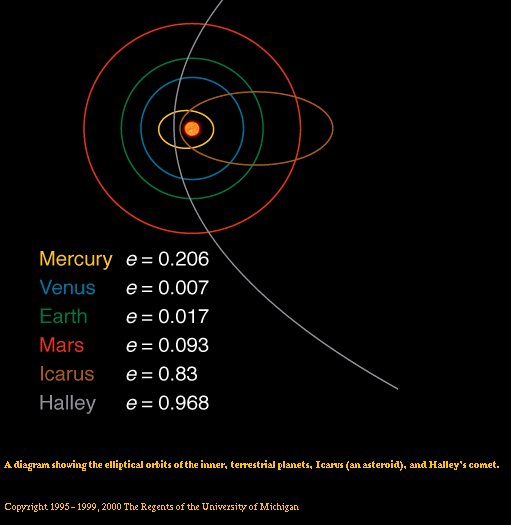 Mercury e = 0.206
Venus e = 0.007
Earth e = 0.017
Mars e = 0.093
Icarus e = 0.83
Halley e = 0.968
A diagram showing the elliptical orbits of the inner, terrestrial planets, Icarus (an asteroid), and Halley's comet.
Copyright 1995-1999, 2000 The Regents of the University of Michigan